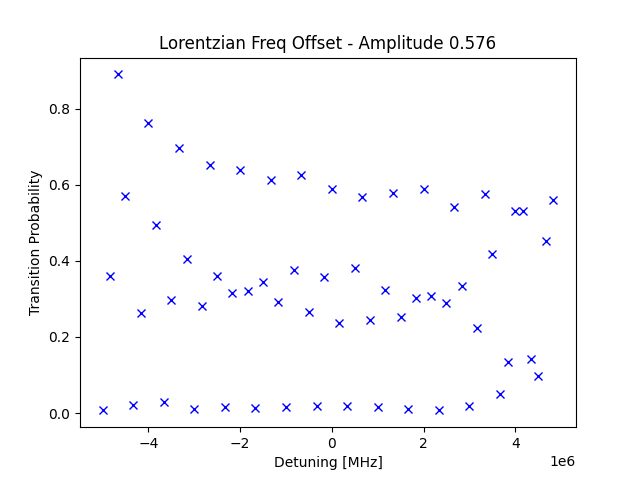 Lorentzian Freq Offset - Amplitude 0.576
Transition Probability
0.8
0.6
0.4
0.2
0.0
−4
−2
0
2
4
1e6
Detuning [MHz]